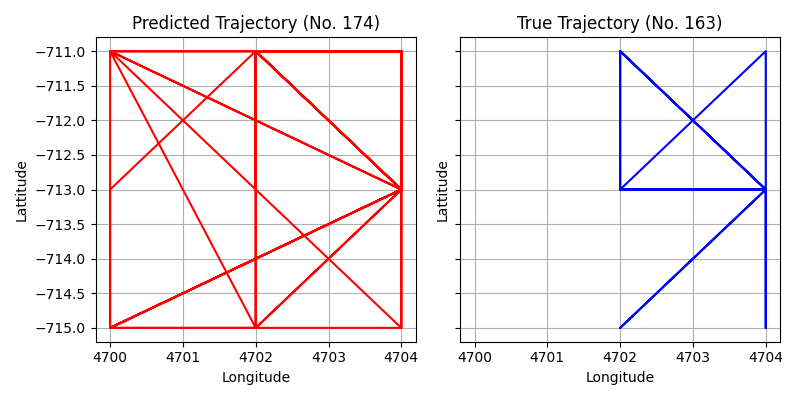 Predicted Trajectory (No. 174)
−711.0
−711.5
−712.0
−712.5
−713.0
−713.5
−714.0
−714.5
−715.0
Lattitude
4700 4701 4702 4703 4704
Longitude
True Trajectory (No. 163)
Lattitude
4700 4701 4702 4703 4704
Longitude